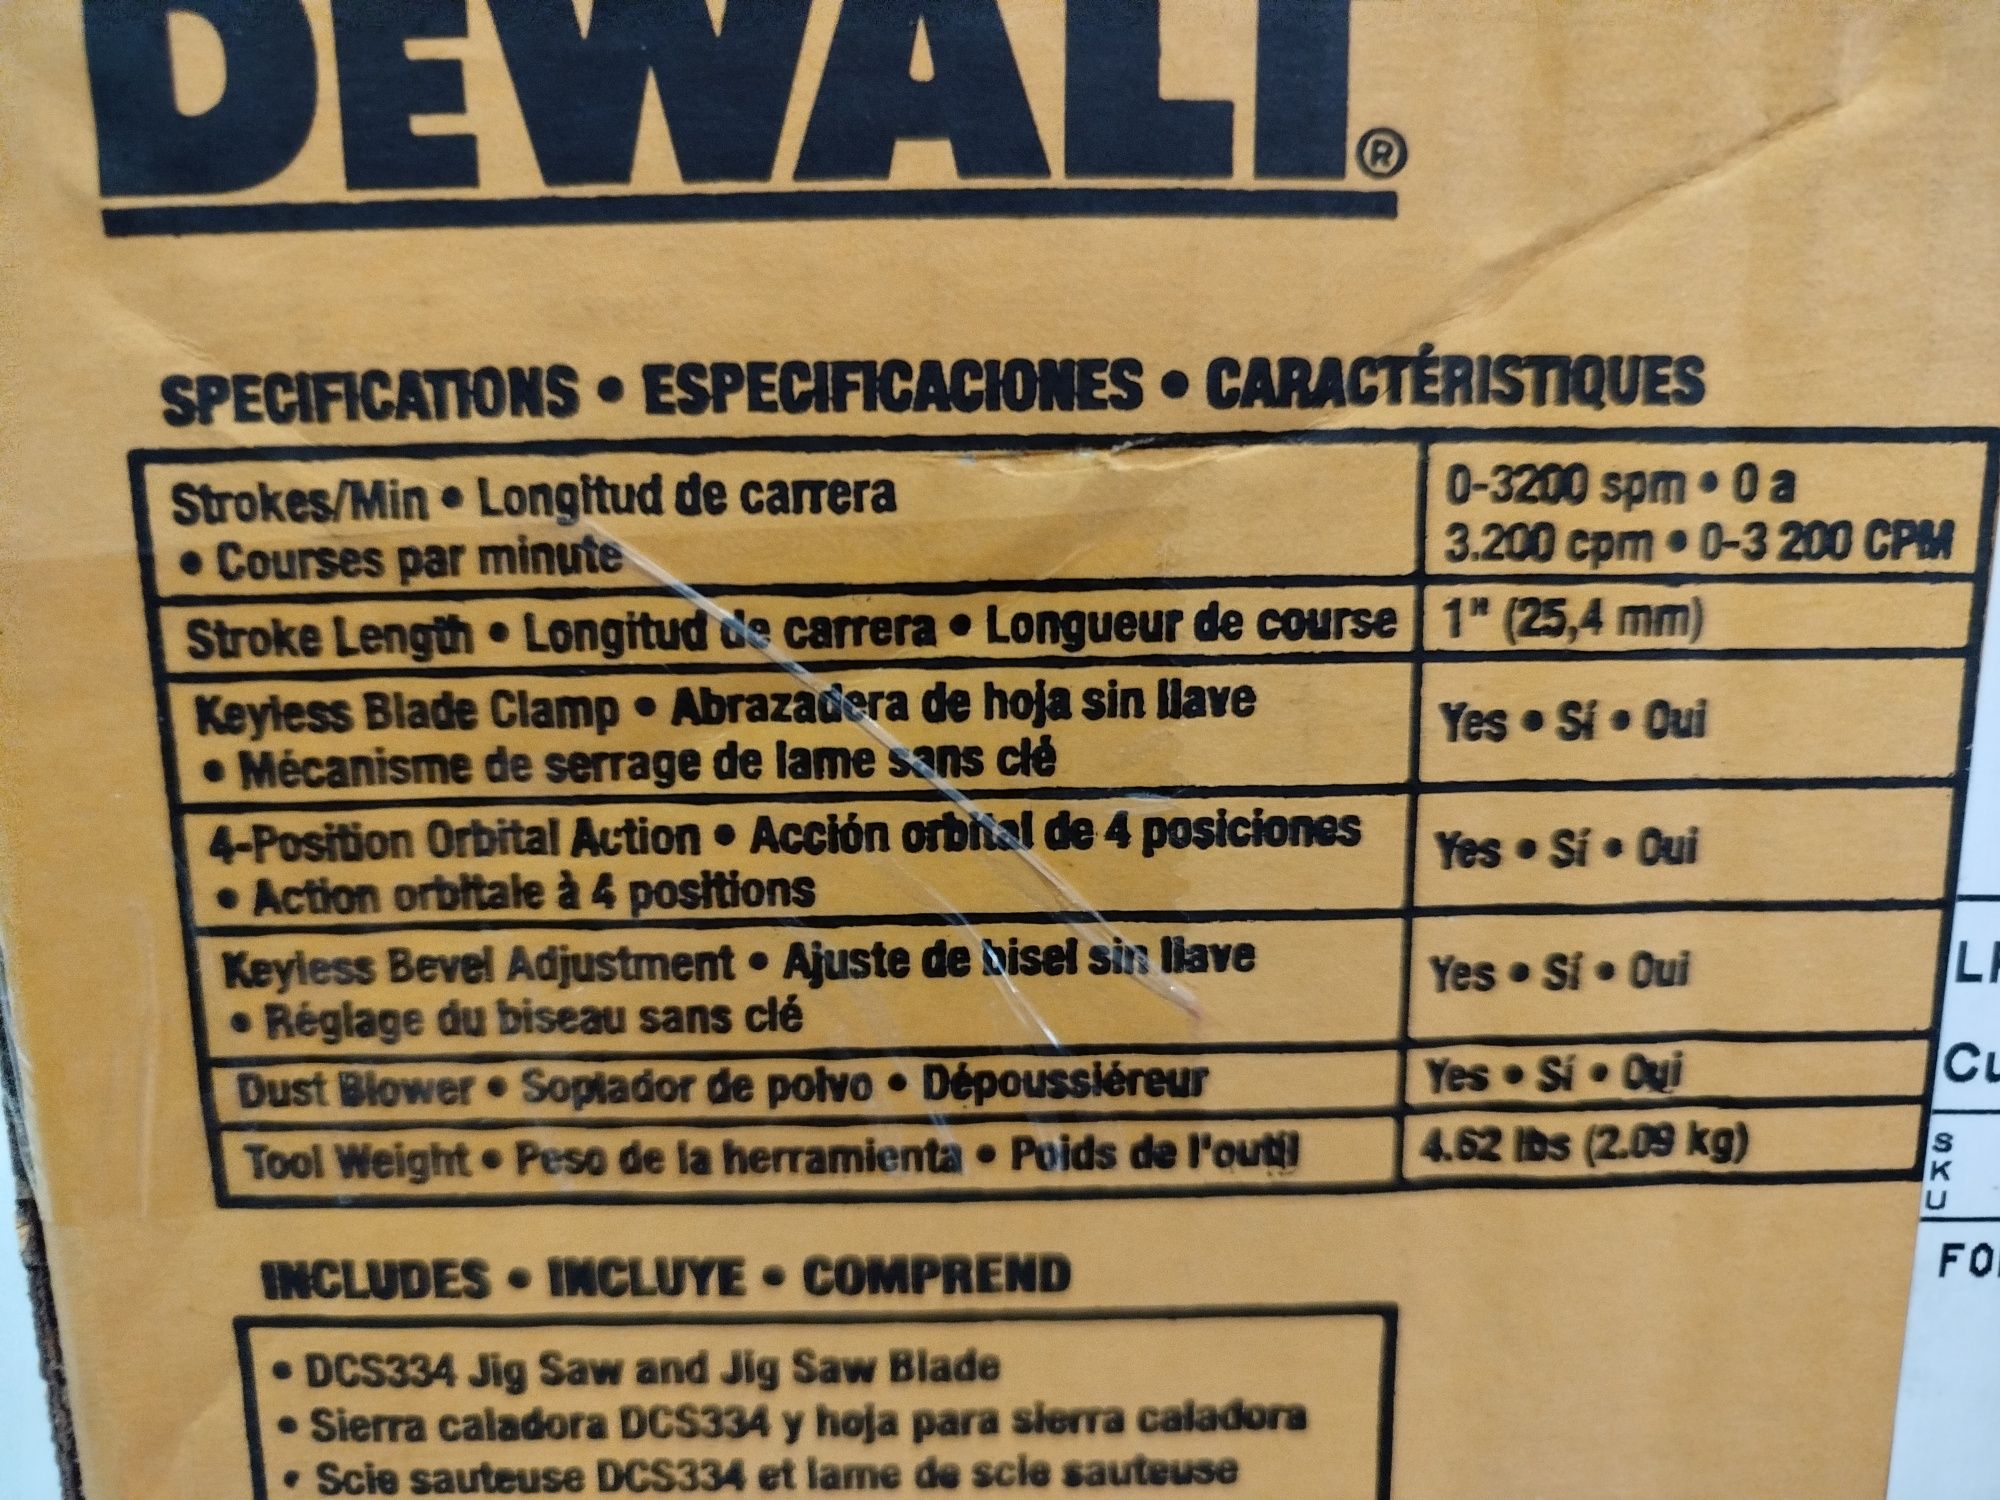 DEWALT®
SPECIFICATIONS • ESPECIFICACIONES • CARACTÉRISTIQUES
Strokes/Min • Longitud de carrera
• Courses par minute
0-3200 spm • 0 a
3.200 cpm • 0-3 200 CPM
Stroke Length • Longitud de carrera • Longueur de course
1" (25,4 mm)
Keyless Blade Clamp • Abrazadera de hoja sin llave
• Mécanisme de serrage de lame sans clé
Yes • Sí • Oui
4-Position Orbital Action • Acción orbital de 4 posiciones
• Action orbitale à 4 positions
Yes • Sí • Oui
Keyless Bevel Adjustment • Ajuste de bisel sin llave
• Réglage du biseau sans clé
Yes • Sí • Oui
Dust Blower • Soplador de polvo • Dépoussiéreur
Yes • Sí • Oui
Tool Weight • Peso de la herramienta • Poids de l'outil
4.62 lbs (2.09 kg)
INCLUDES • INCLUYE • COMPREND
• DCS334 Jig Saw and Jig Saw Blade
• Sierra caladora DCS334 y hoja para sierra caladora
• Scie sauteuse DCS334 et lame de scie sauteuse
SKU